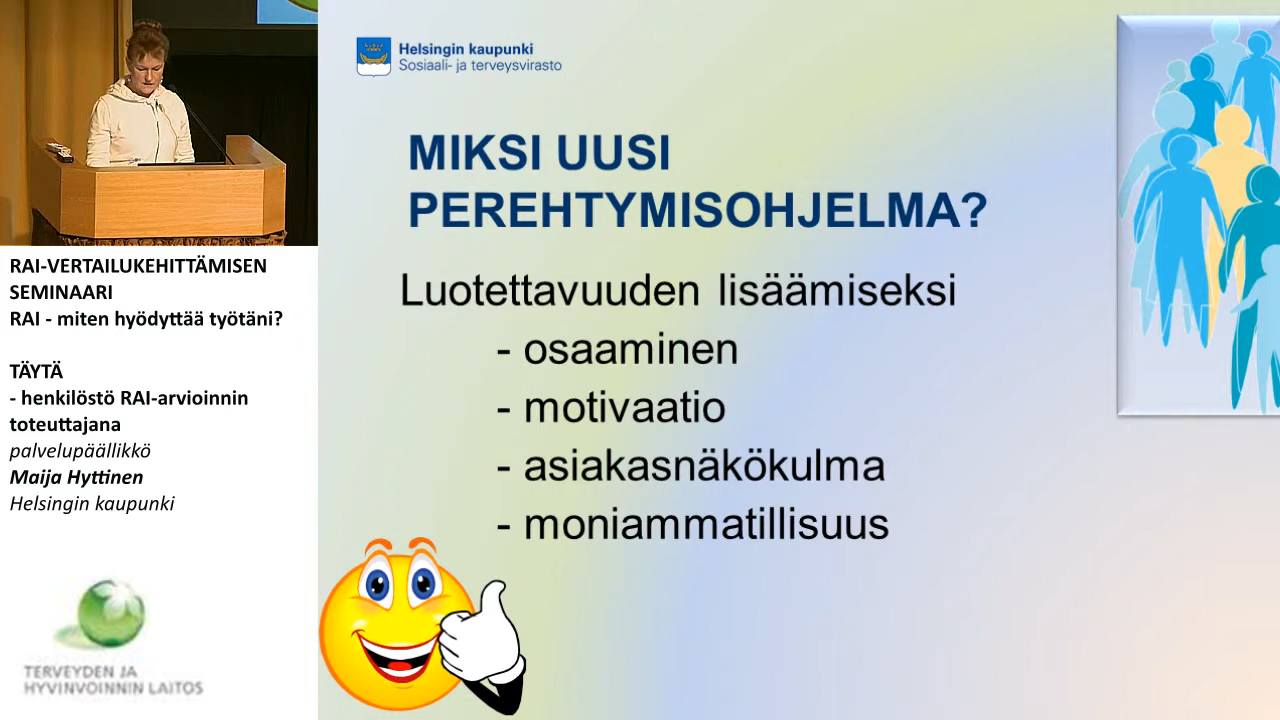 Helsingin kaupunki
Sosiaali- ja terveysvirasto
MIKSI UUSI
PEREHTYMISOHJELMA?
Luotettavuuden lisäämiseksi
- osaaminen
- motivaatio
- asiakasnäkökulma
- moniammatillisuus
RAI-VERTAILUKEHITTÄMISEN
SEMINAARI
RAI - miten hyödyttää työtäni?
TÄYTÄ
- henkilöstö RAI-arvioinnin
toteuttajana
palvelupäällikkö
Maija Hyttinen
Helsingin kaupunki
TERVEYDEN JA
HYVINVOINNIN LAITOS